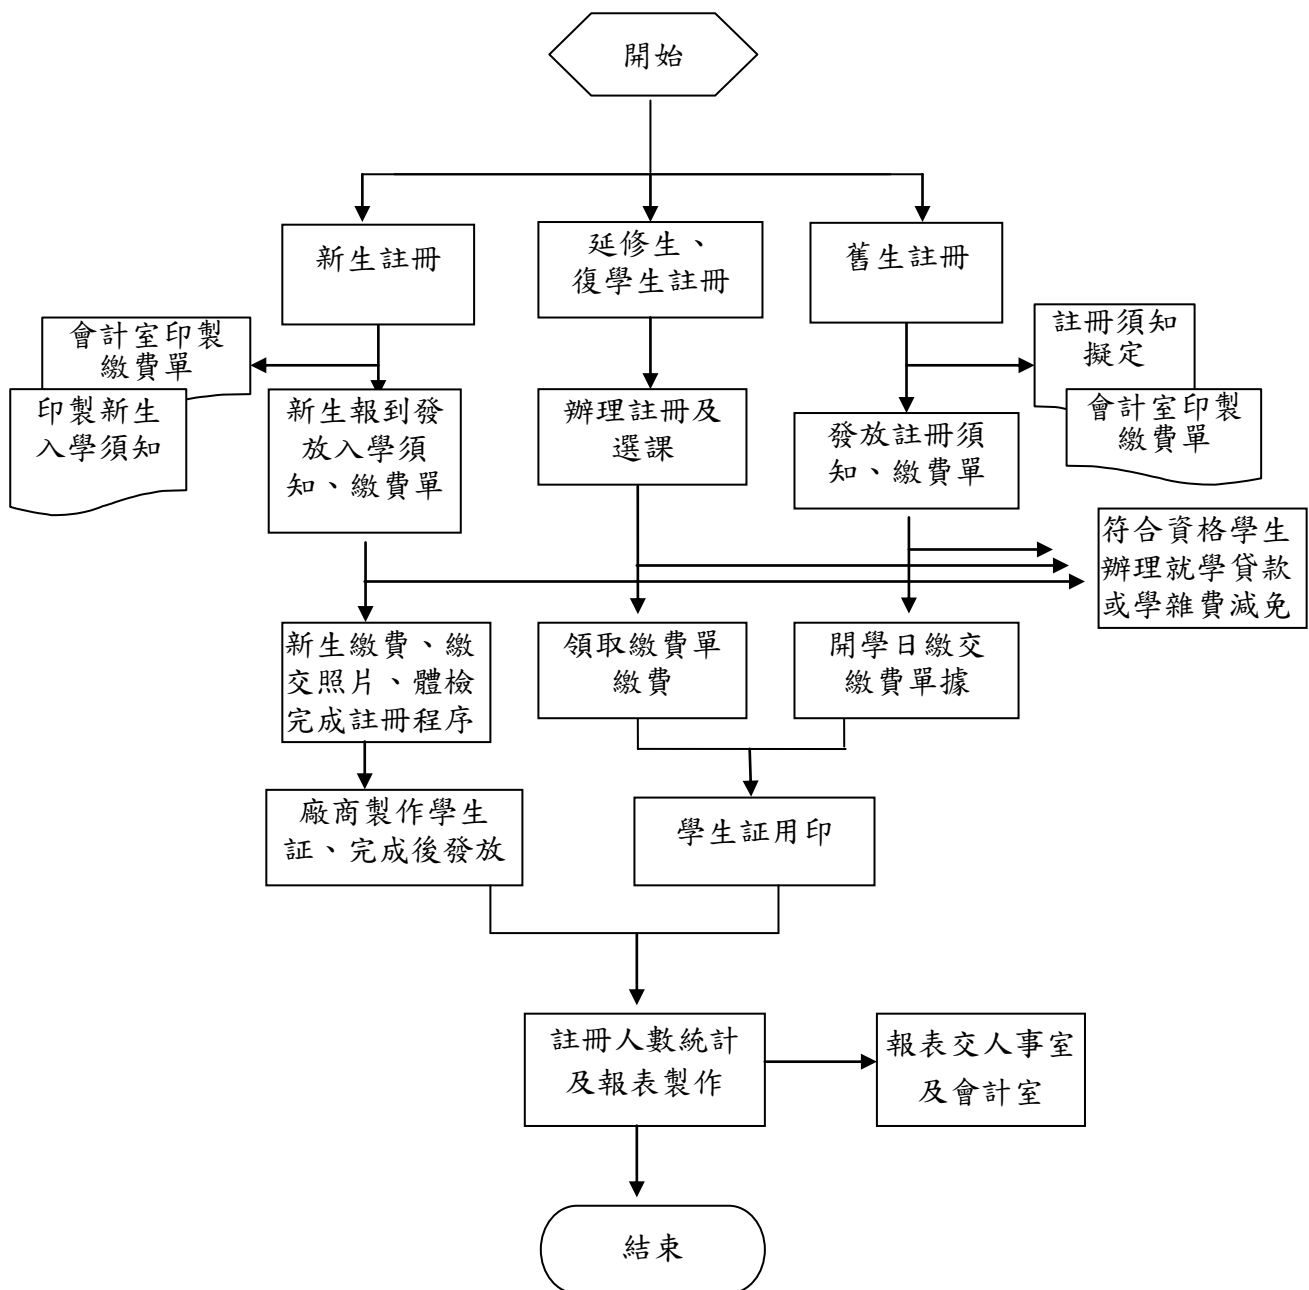 開始
新生註冊
延修生、
復學生註冊
舊生註冊
會計室印製
繳費單
印製新生
入學須知
新生報到發
放入學須
知、繳費單
辦理註冊及
選課
發放註冊須
知、繳費單
註冊須知
擬定
會計室印製
繳費單
符合資格學生
辦理就學貸款
或學雜費減免
新生繳費、繳
交照片、體檢
完成註冊程序
領取繳費單
繳費
開學日繳交
繳費單據
廠商製作學生
証、完成後發放
學生証用印
註冊人數統計
及報表製作
報表交人事室
及會計室
結束